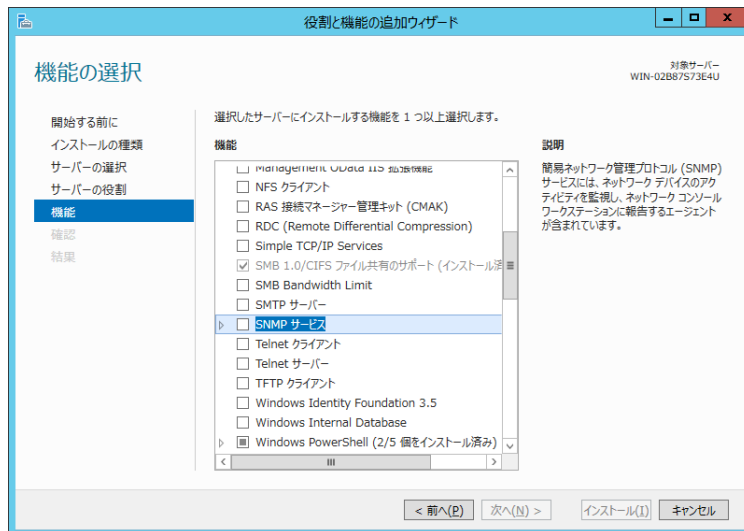 役割と機能の追加ウィザード
機能の選択
対象サーバー
WIN-02B87S73E4U
開始する前に
インストールの種類
サーバーの選択
サーバーの役割
機能
確認
結果
選択したサーバーにインストールする機能を 1 つ以上選択します。
機能
Management OData IIS 拡張機能
NFS クライアント
RAS 接続マネージャー管理キット (CMAK)
RDC (Remote Differential Compression)
Simple TCP/IP Services
SMB 1.0/CIFS ファイル共有のサポート (インストール済
SMB Bandwidth Limit
SMTP サーバー
SNMP サービス
Telnet クライアント
Telnet サーバー
TFTP クライアント
Windows Identity Foundation 3.5
Windows Internal Database
Windows PowerShell (2/5 個をインストール済み)
説明
簡易ネットワーク管理プロトコル (SNMP)
サービスには、ネットワーク デバイスのアク
ティビティを監視し、ネットワーク コンソール
ワークステーションに報告するエージェント
が含まれています。
< 前へ(P)
次へ(N) >
インストール(I)
キャンセル